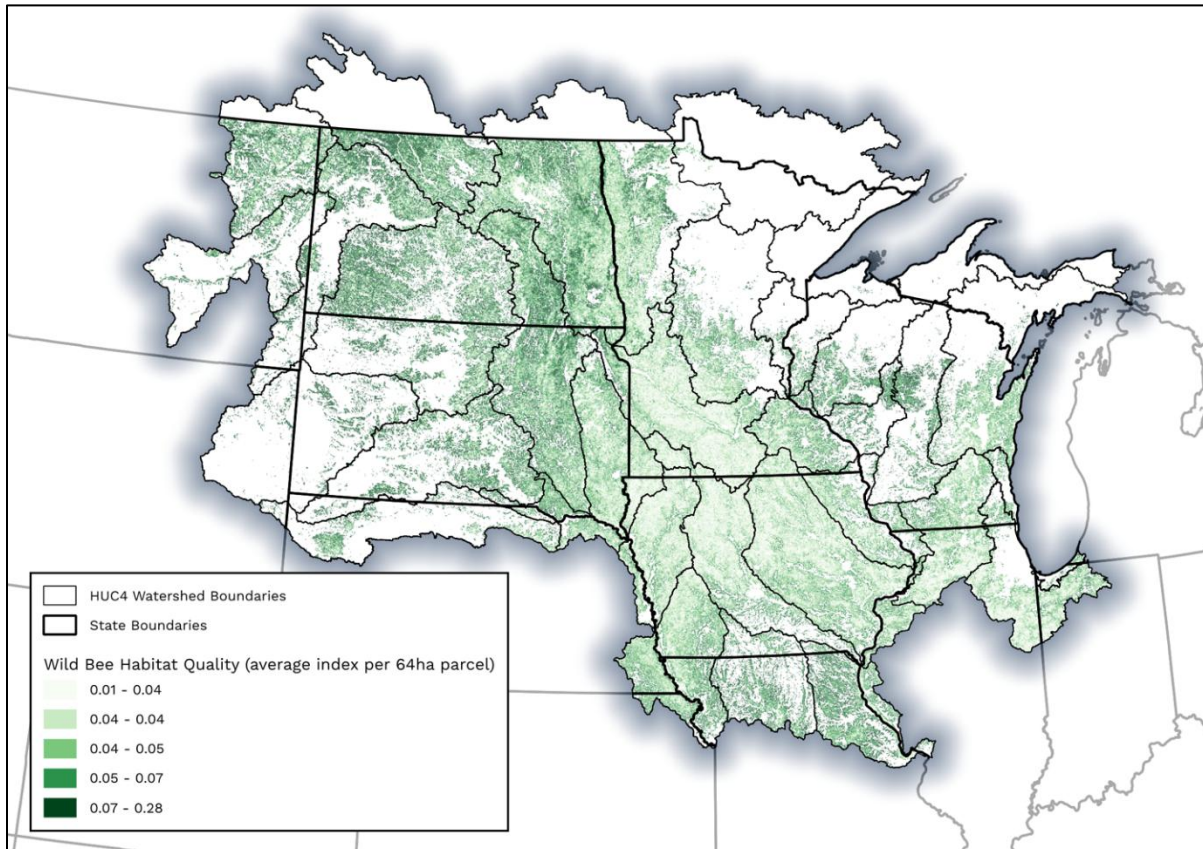 HUC4 Watershed Boundaries
State Boundaries
Wild Bee Habitat Quality (average index per 64ha parcel)
0.01 - 0.04
0.04 - 0.04
0.04 - 0.05
0.05 - 0.07
0.07 - 0.28